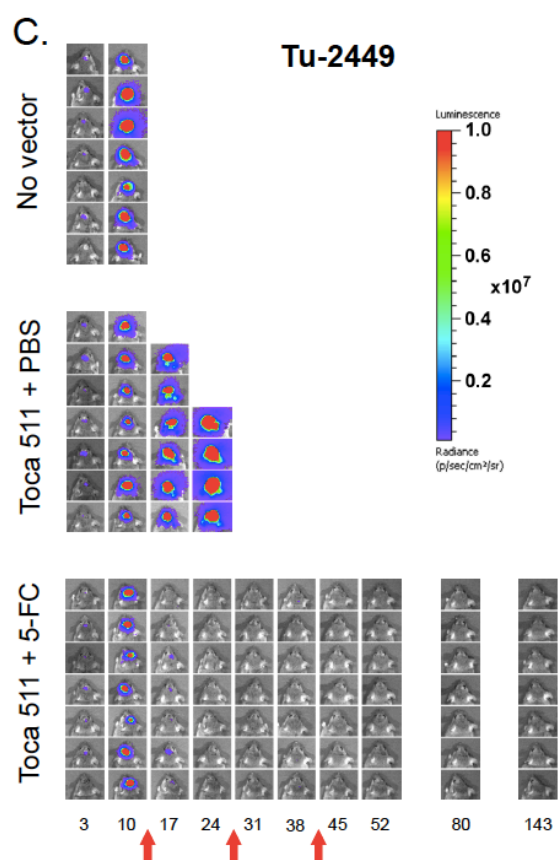 C.
Tu-2449
No vector
Toca 511 + PBS
Toca 511 + 5-FC
Luminescence
1.0
0.8
0.6
x10⁷
0.4
0.2
Radiance
(p/sec/cm²/sr)
3 10 17 24 31 38 45 52 80 143